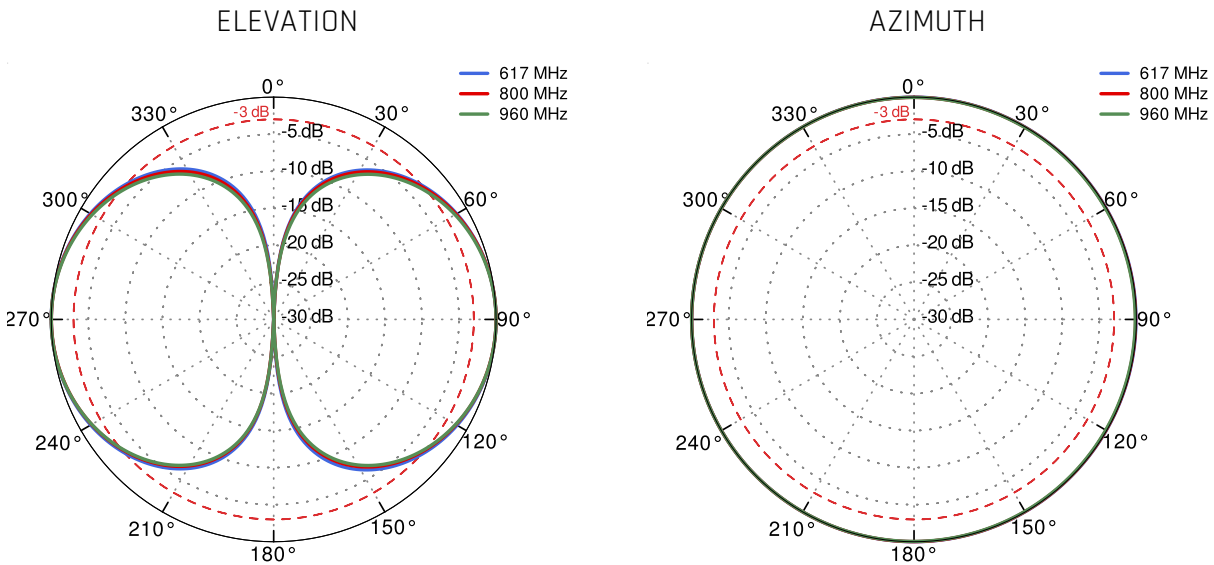 ELEVATION
617 MHz
800 MHz
960 MHz
0°
330°
-3 dB
30°
-5 dB
-10 dB
300°
-15 dB
60°
-20 dB
-25 dB
270°
-30 dB
90°
240°
120°
210°
150°
180°
AZIMUTH
617 MHz
800 MHz
960 MHz
0°
330°
-3 dB
30°
-5 dB
-10 dB
300°
-15 dB
60°
-20 dB
-25 dB
270°
-30 dB
90°
240°
120°
210°
150°
180°